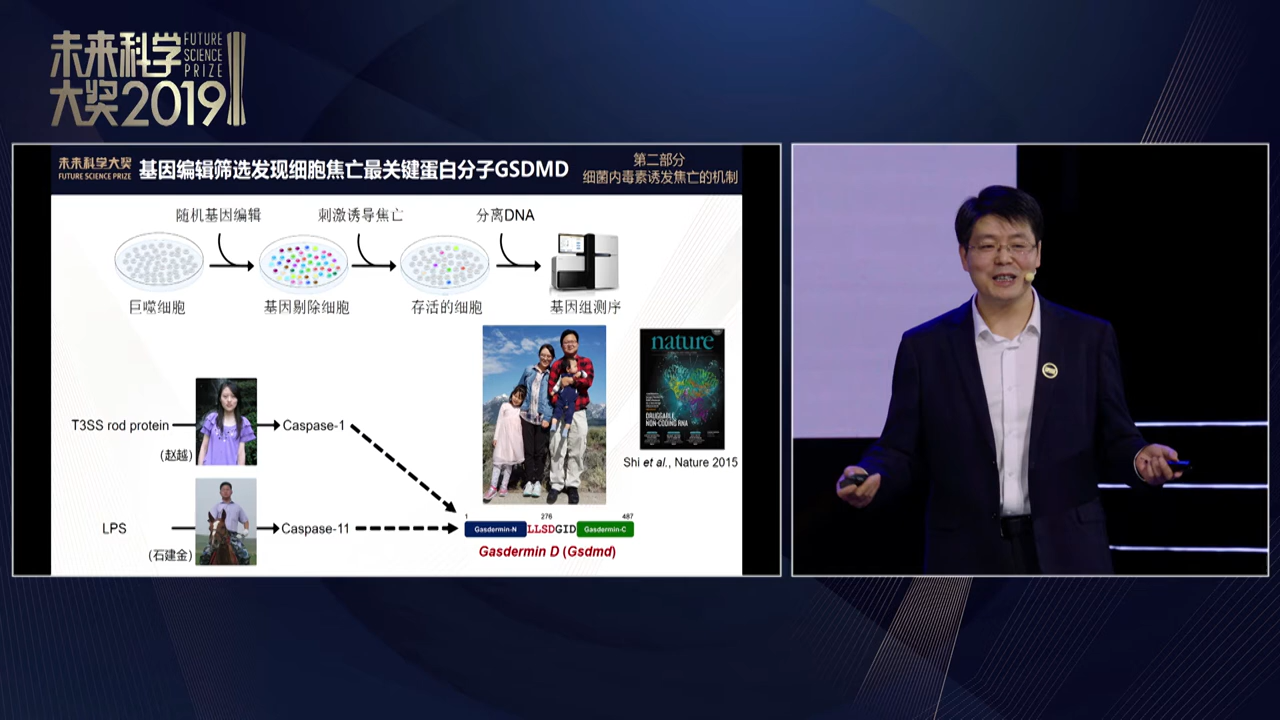 未来科学
大奖2019
FUTURE
SCIENCE
PRIZE
未来科学大奖
FUTURE SCIENCE PRIZE
基因编辑筛选发现细胞焦亡最关键蛋白分子GSDMD
第二部分
细菌内毒素诱发焦亡的机制
随机基因编辑
刺激诱导焦亡
分离DNA
巨噬细胞
基因剔除细胞
存活的细胞
基因组测序
nature
DRUGGABLE
NON-CODING RNA
T3SS rod protein
Caspase-1
(赵越)
Shi et al., Nature 2015
LPS
Caspase-11
(石建金)
1 276 487
Gasdermin-N LLSDGID Gasdermin-C
Gasdermin D (Gsdmd)